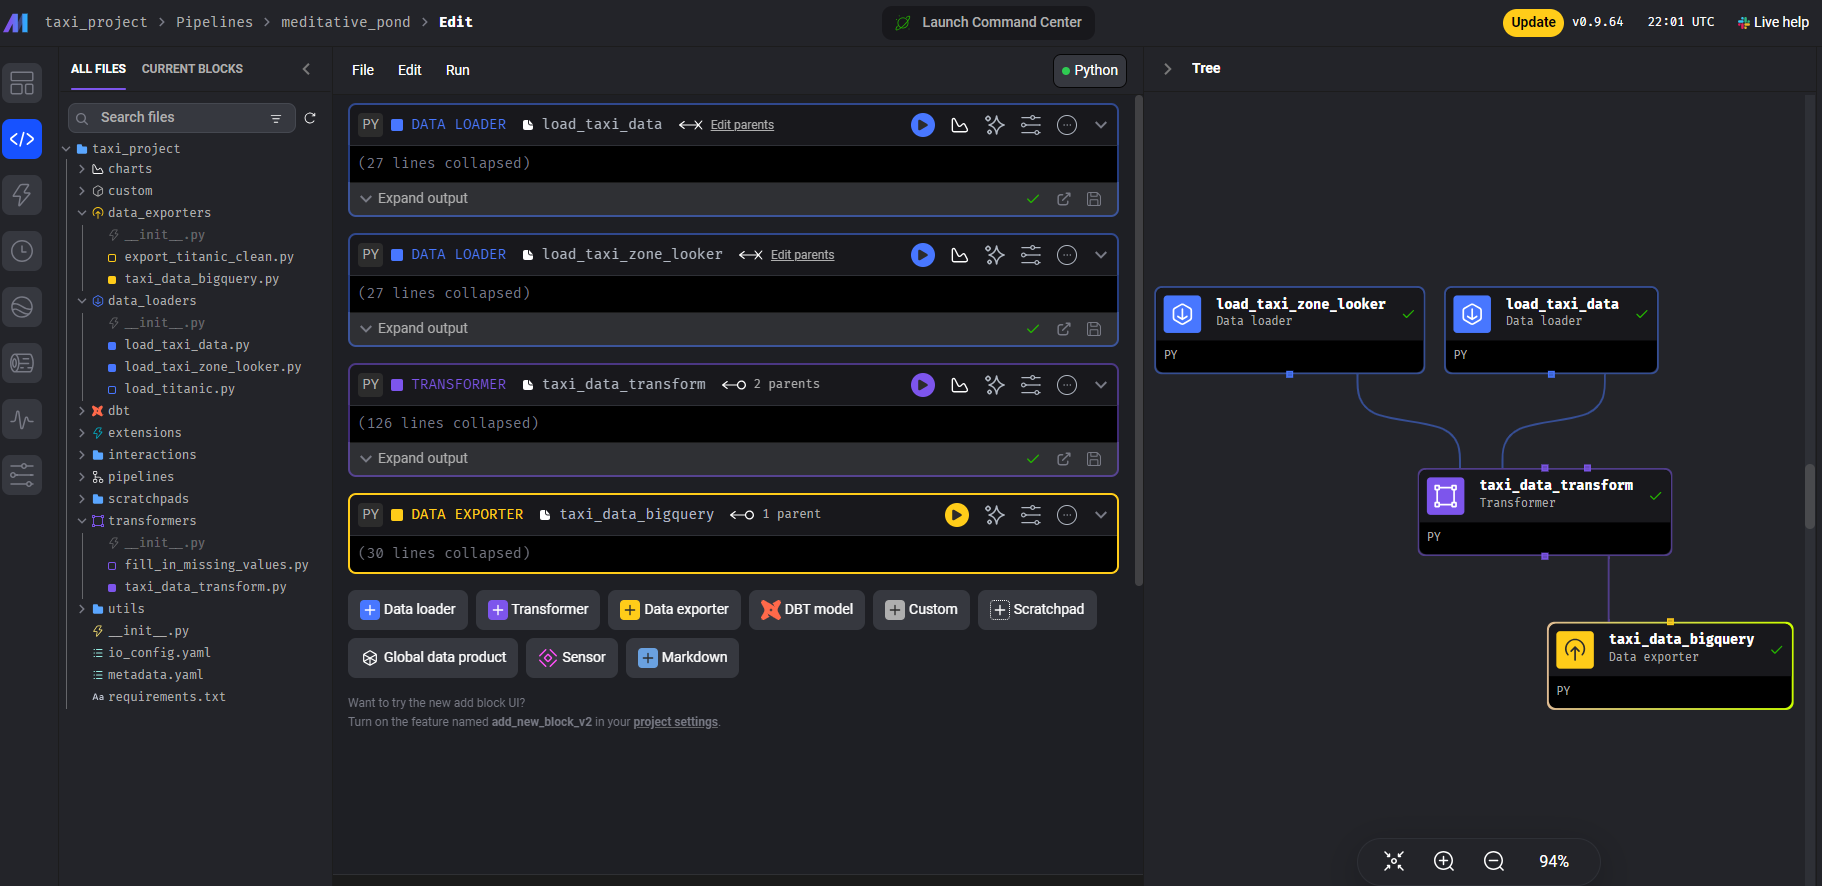 taxi_project > Pipelines > meditative_pond > Edit
Launch Command Center
Update v0.9.64 22:01 UTC Live help
ALL FILES CURRENT BLOCKS
Search files
taxi_project
charts
custom
data_exporters
__init__.py
export_titanic_clean.py
taxi_data_bigquery.py
data_loaders
__init__.py
load_taxi_data.py
load_taxi_zone_looker.py
load_titanic.py
dbt
extensions
interactions
pipelines
scratchpads
transformers
__init__.py
fill_in_missing_values.py
taxi_data_transform.py
utils
__init__.py
io_config.yaml
metadata.yaml
Aa requirements.txt
File Edit Run Python
PY DATA LOADER load_taxi_data Edit parents
(27 lines collapsed)
Expand output
PY DATA LOADER load_taxi_zone_looker Edit parents
(27 lines collapsed)
Expand output
PY TRANSFORMER taxi_data_transform 2 parents
(126 lines collapsed)
Expand output
PY DATA EXPORTER taxi_data_bigquery 1 parent
(30 lines collapsed)
Data loader Transformer Data exporter DBT model Custom Scratchpad
Global data product Sensor Markdown
Want to try the new add block UI?
Turn on the feature named add_new_block_v2 in your project settings.
Tree
load_taxi_zone_looker
Data loader
PY
load_taxi_data
Data loader
PY
taxi_data_transform
Transformer
PY
taxi_data_bigquery
Data exporter
PY
94%